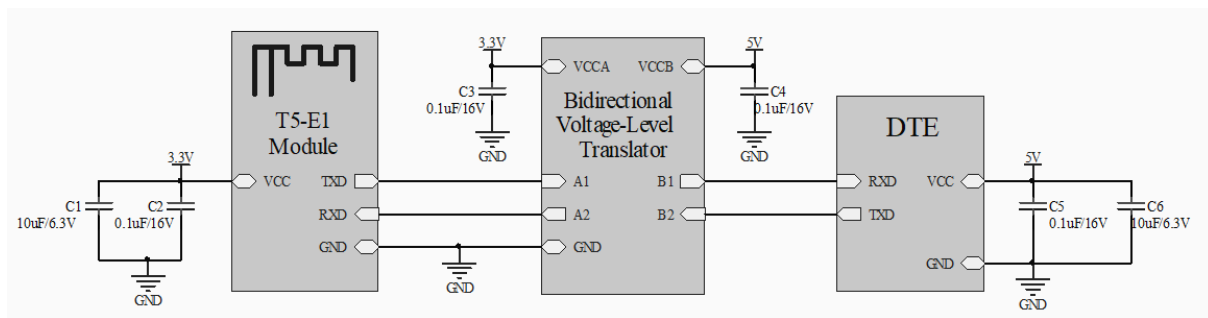 3.3V
5V
VCCA
VCCB
C3
0.1uF/16V
C4
0.1uF/16V
Bidirectional
Voltage-Level
Translator
GND
GND
T5-E1
Module
DTE
3.3V
5V
VCC
TXD
A1
B1
RXD
VCC
C1
10uF/6.3V
C2
0.1uF/16V
RXD
A2
B2
TXD
C5
0.1uF/16V
C6
10uF/6.3V
GND
GND
GND
GND
GND
GND